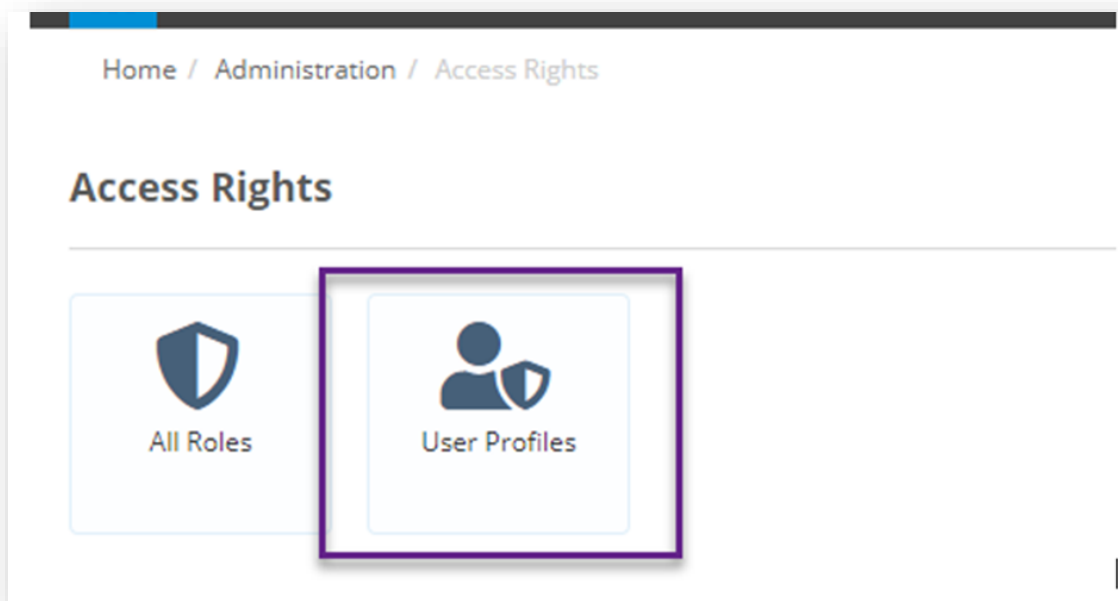 Home / Administration / Access Rights
Access Rights
All Roles
User Profiles